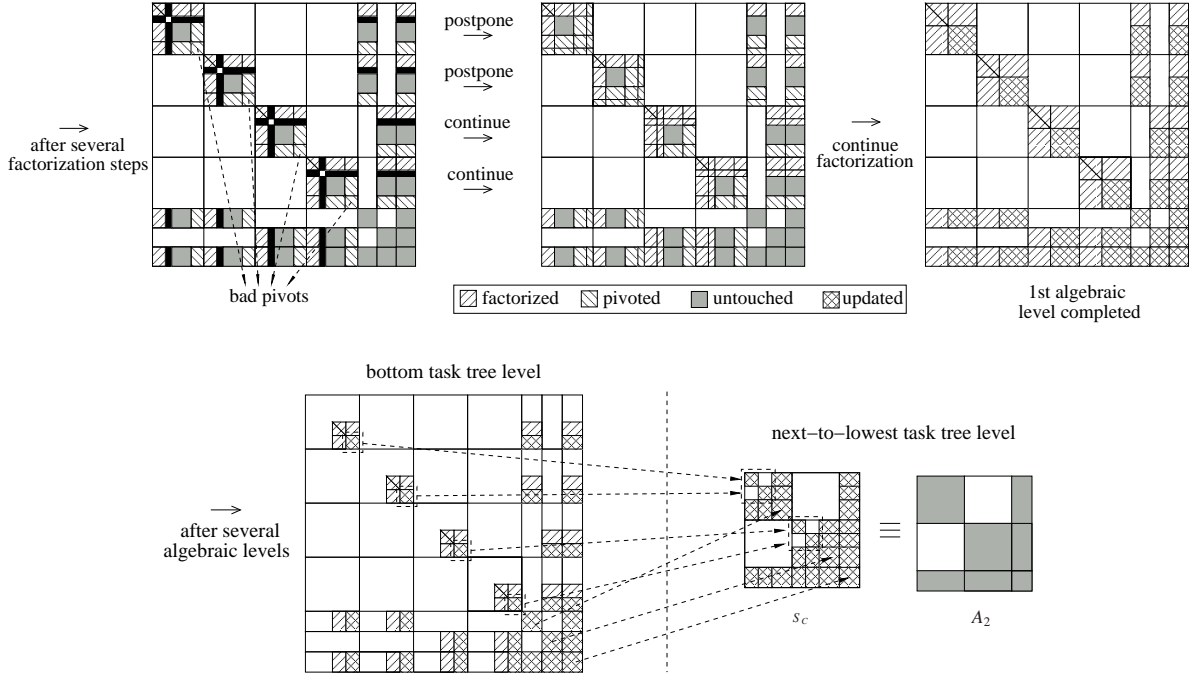 postpone
postpone
continue
continue
after several
factorization steps
continue
factorization
bad pivots
factorized pivoted untouched updated
1st algebraic
level completed
bottom task tree level
next−to−lowest task tree level
after several
algebraic levels
S_C
A_2